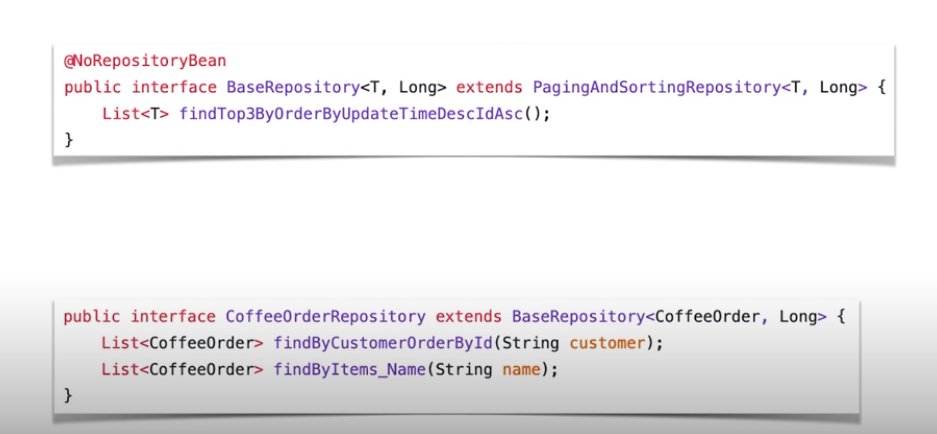 @NoRepositoryBean
public interface BaseRepository<T, Long> extends PagingAndSortingRepository<T, Long> {
    List<T> findTop3ByOrderByUpdateTimeDescIdAsc();
}
public interface CoffeeOrderRepository extends BaseRepository<CoffeeOrder, Long> {
    List<CoffeeOrder> findByCustomerOrderById(String customer);
    List<CoffeeOrder> findByItems_Name(String name);
}